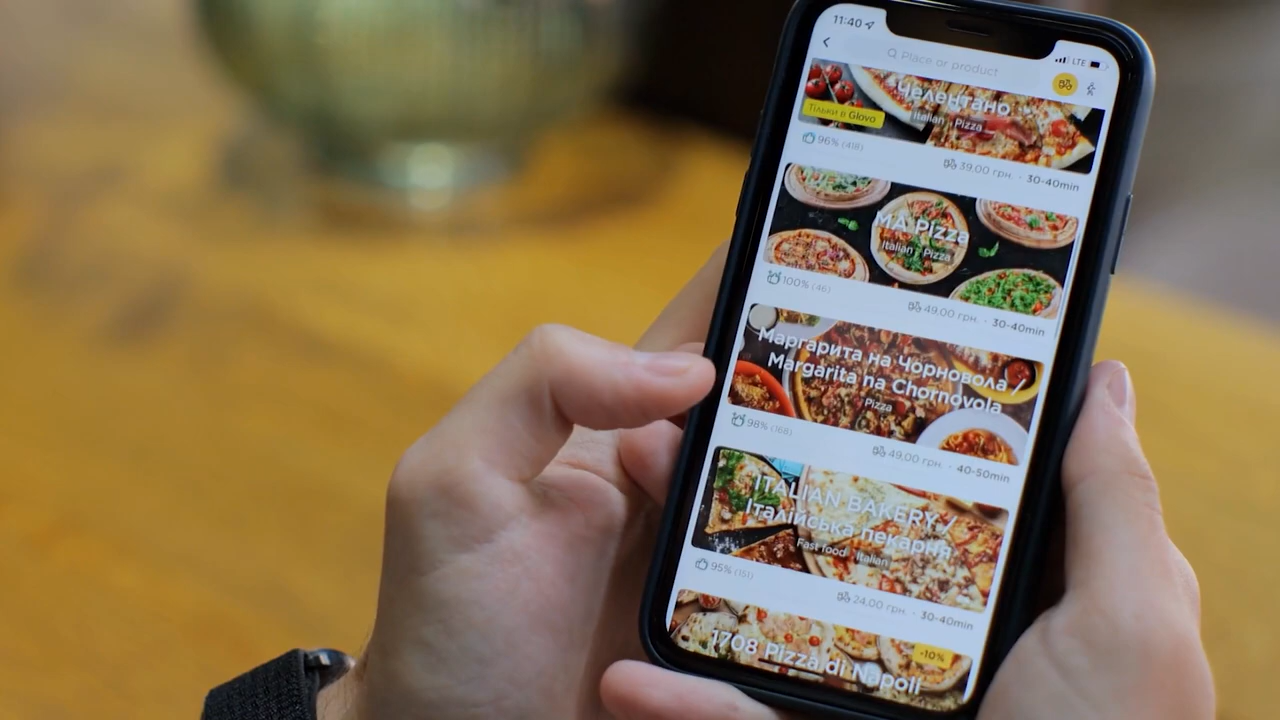 11:40
LTE
Place or product
Челентано
Italian · Pizza
Тільки в Glovo
96% (418)
39,00 грн. · 30-40min
MA Pizza
Italian · Pizza
100% (46)
49,00 грн. · 30-40min
Маргарита на Чорновола /
Margarita na Chornovola
Pizza
98% (168)
49,00 грн. · 40-50min
ITALIAN BAKERY /
Італійська пекарня
Fast food · Italian
95% (151)
24,00 грн. · 30-40min
-10%
1708 Pizza di Napoli